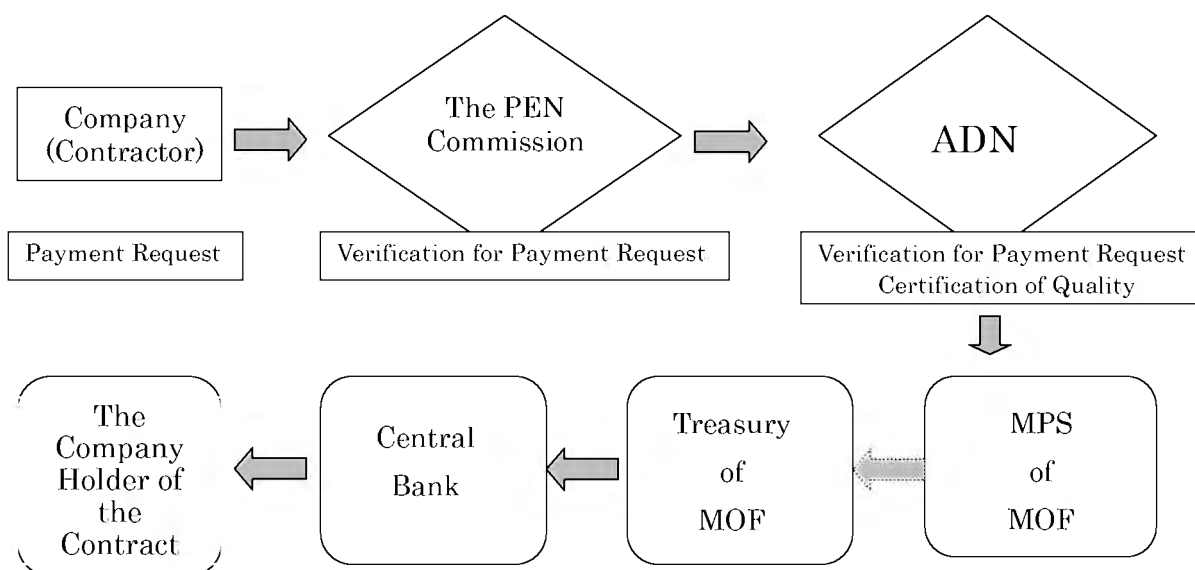 Company
(Contractor)
The PEN
Commission
ADN
Payment Request
Verification for Payment Request
Verification for Payment Request
Certification of Quality
The
Company
Holder of
the
Contract
Central
Bank
Treasury
of
MOF
MPS
of
MOF